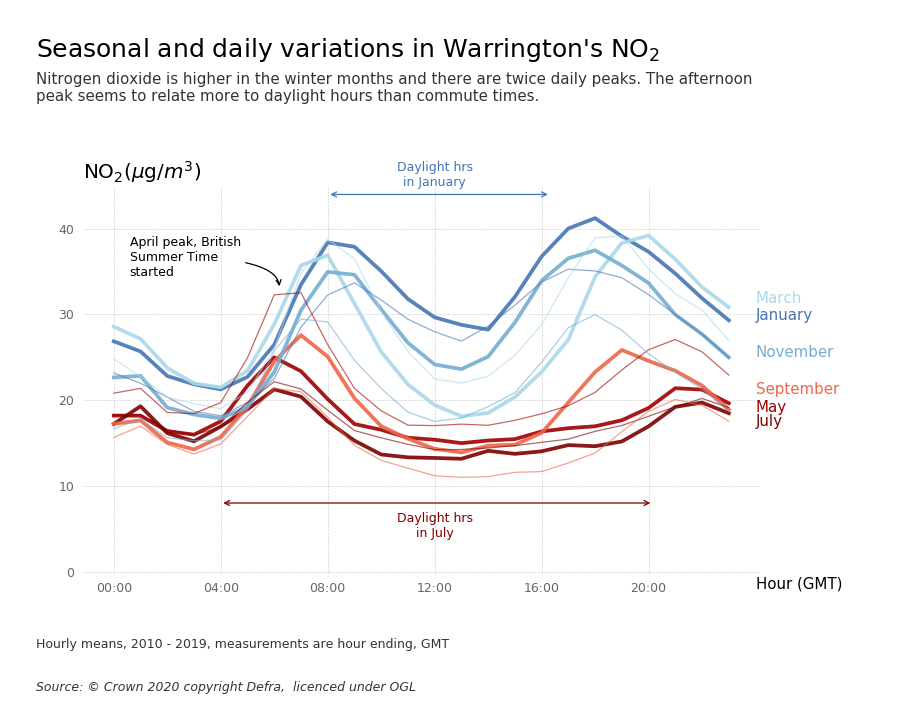 Seasonal and daily variations in Warrington's NO₂
Nitrogen dioxide is higher in the winter months and there are twice daily peaks. The afternoon
peak seems to relate more to daylight hours than commute times.
NO₂(μg/m³)
Daylight hrs
in January
April peak, British
Summer Time
started
40
30
20
10
0
March
January
November
September
May
July
Daylight hrs
in July
00:00 04:00 08:00 12:00 16:00 20:00
Hour (GMT)
Hourly means, 2010 - 2019, measurements are hour ending, GMT
Source: © Crown 2020 copyright Defra,  licenced under OGL